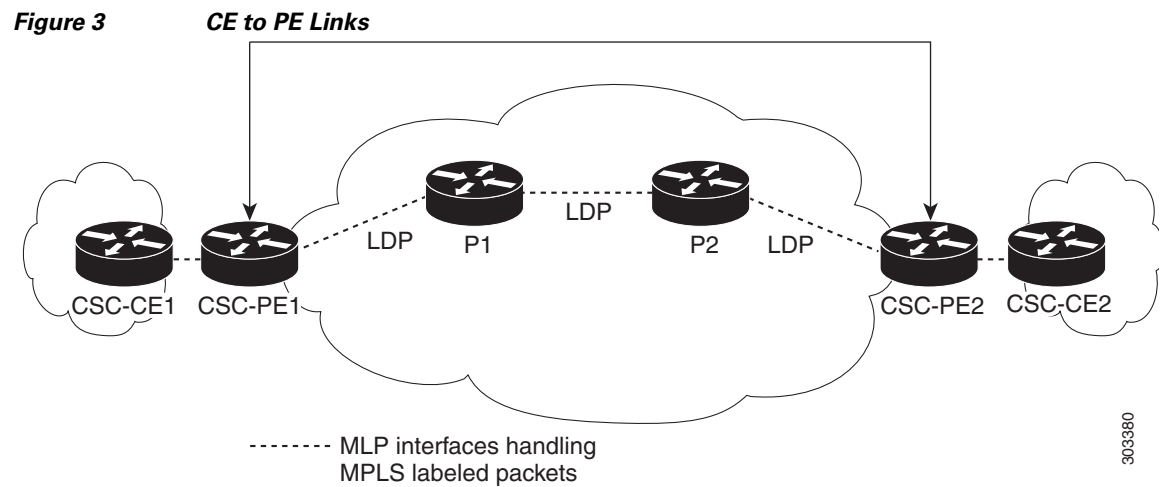 Figure 3 CE to PE Links
P1
LDP
P2
LDP
LDP
CSC-CE1
CSC-PE1
CSC-PE2
CSC-CE2
MLP interfaces handling
MPLS labeled packets
303380